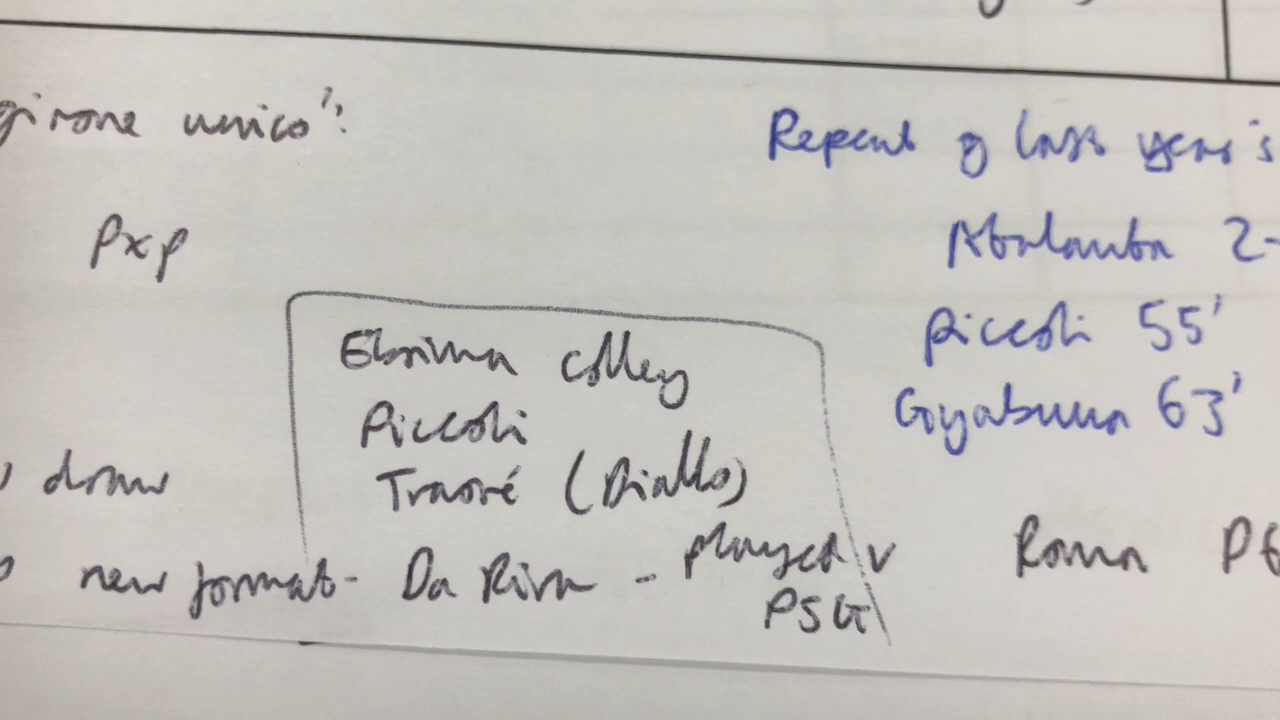 girone unico":
Repeat of last year's
pxp
Atalanta 2-
Ebrima Colley
Piccoli 55'
Piccoli
Gyabuua 63'
Traoré (Diallo)
draw
new format - Da Riva - played v
PSG
Roma